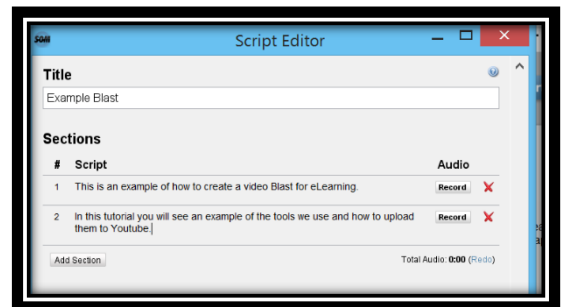 SOM
Script Editor
Title
Example Blast
Sections
# Script Audio
1 This is an example of how to create a video Blast for eLearning. Record
2 In this tutorial you will see an example of the tools we use and how to upload Record
them to Youtube.
Add Section Total Audio: 0:00 (Redo)